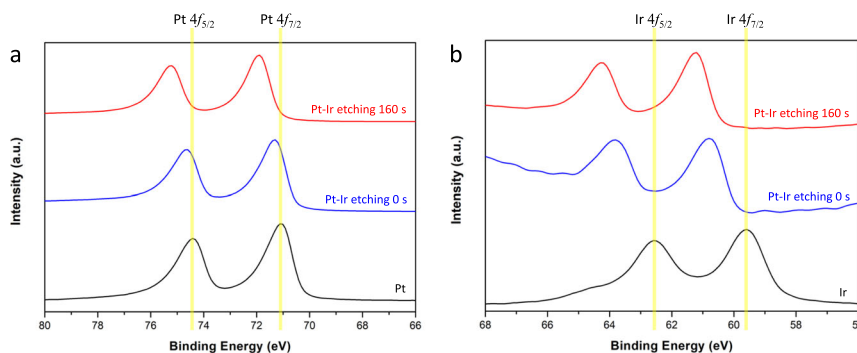 Pt 4f5/2 Pt 4f7/2
a
Pt-Ir etching 160 s
Pt-Ir etching 0 s
Pt
Intensity (a.u.)
80 78 76 74 72 70 68 66
Binding Energy (eV)
Ir 4f5/2 Ir 4f7/2
b
Pt-Ir etching 160 s
Pt-Ir etching 0 s
Ir
Intensity (a.u.)
68 66 64 62 60 58 56
Binding Energy (eV)